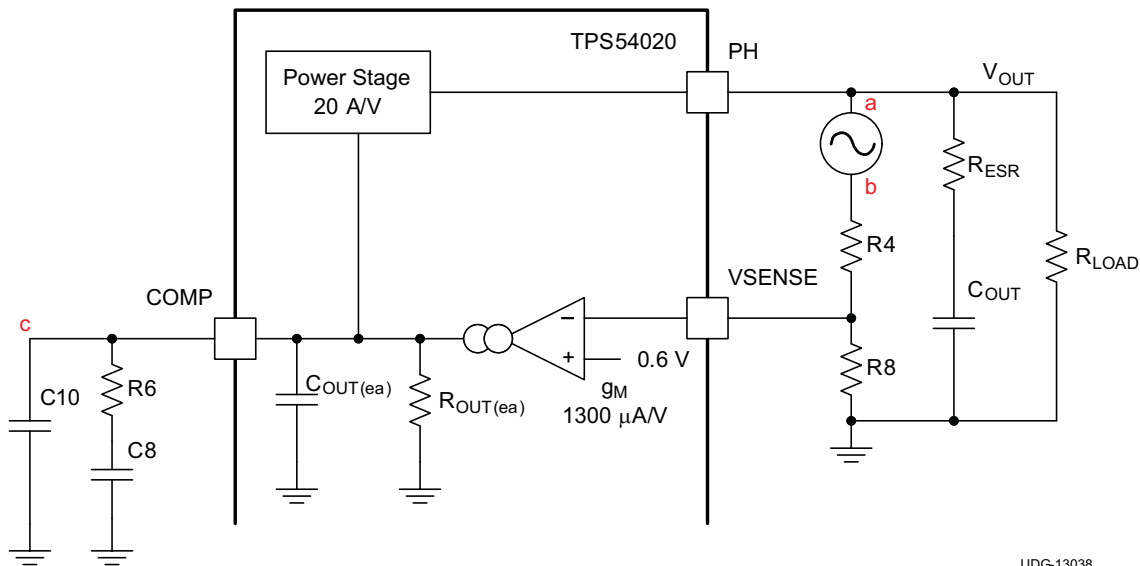 TPS54020
PH
Power Stage
20 A/V
VOUT
a
b
RESR
R4
RLOAD
VSENSE
COMP
COUT
c
−
+
0.6 V
R8
C10
R6
COUT(ea)
ROUT(ea)
gM
1300 µA/V
C8
UDG-13038